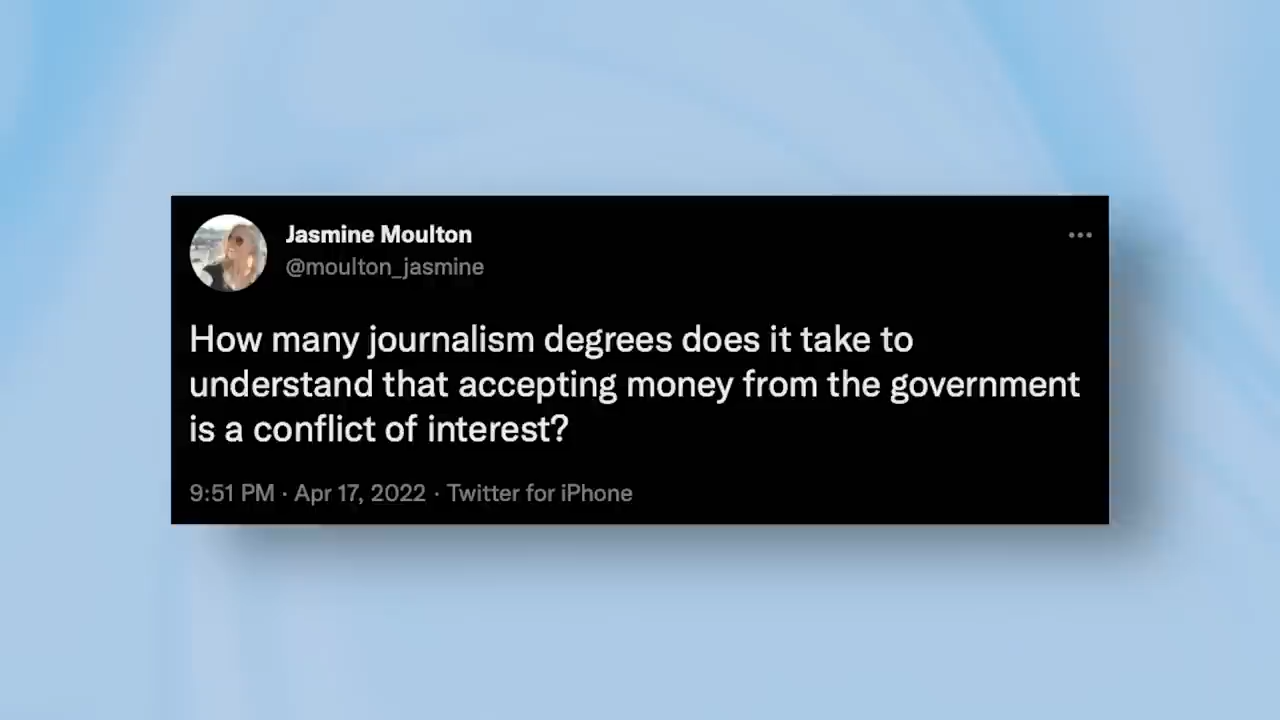 Jasmine Moulton
@moulton_jasmine
How many journalism degrees does it take to
understand that accepting money from the government
is a conflict of interest?
9:51 PM · Apr 17, 2022 · Twitter for iPhone